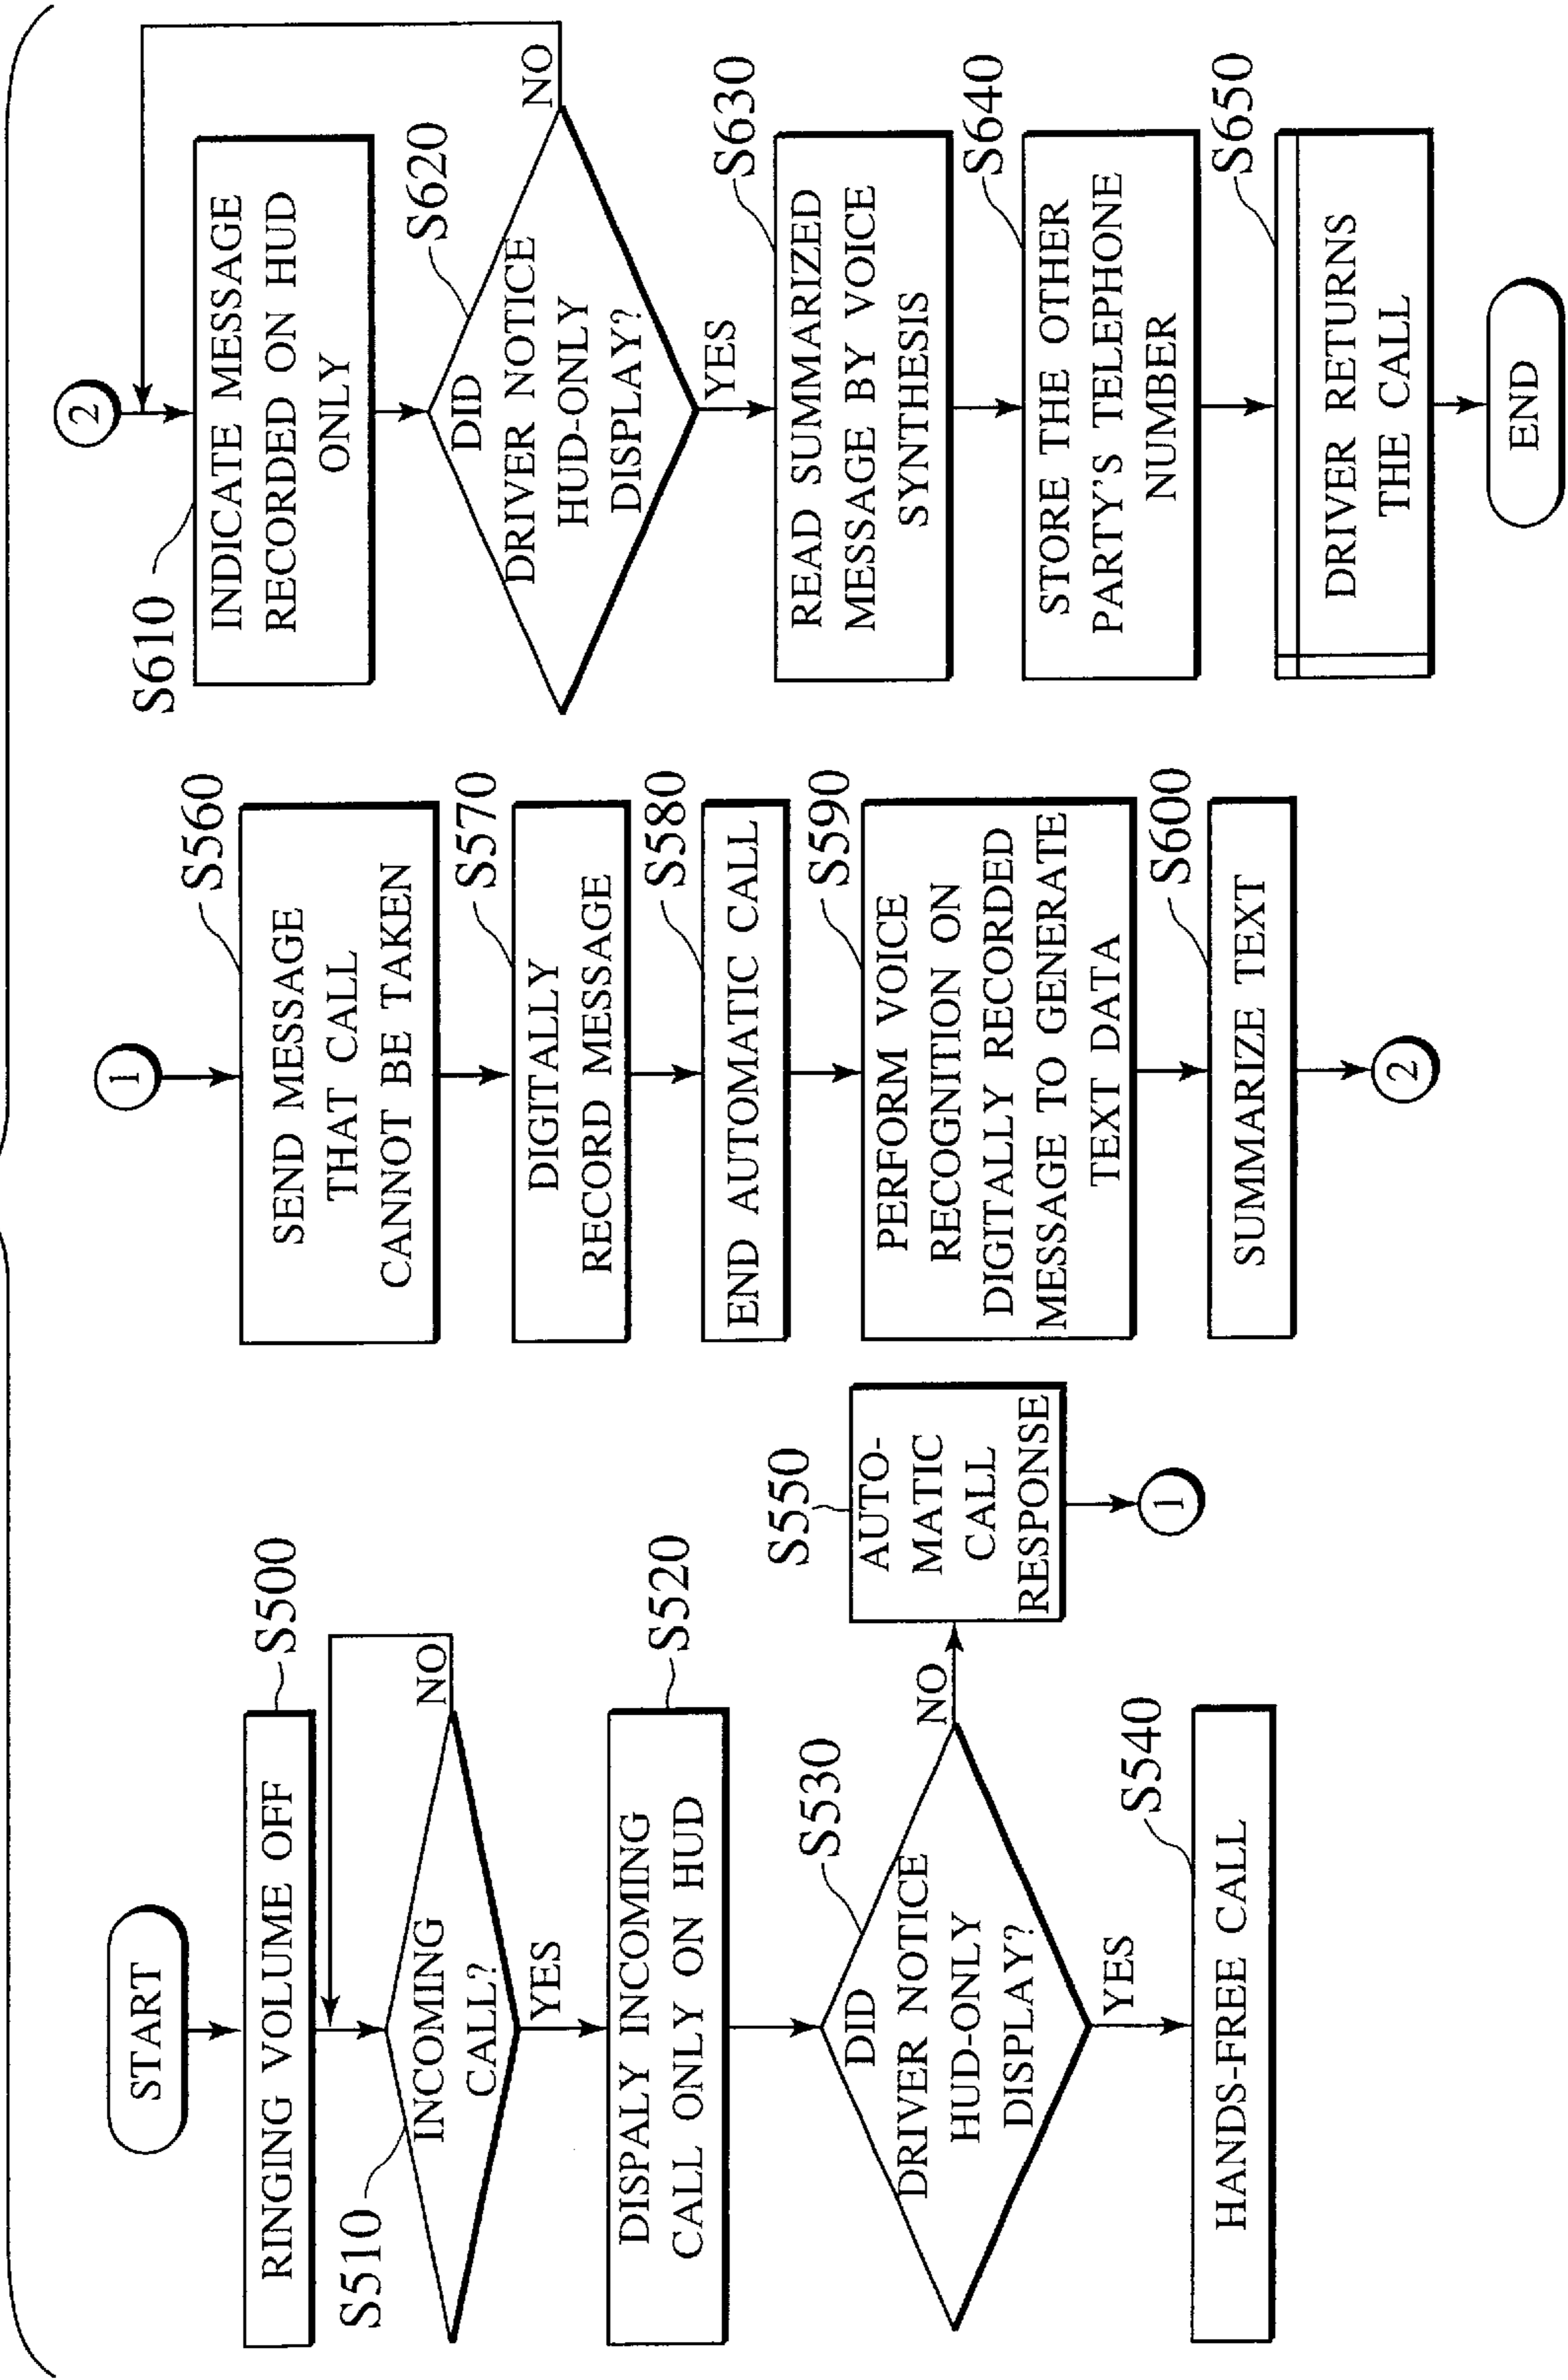 START
S500
RINGING VOLUME OFF
S510
INCOMING
CALL?
NO
YES
S520
DISPALY INCOMING
CALL ONLY ON HUD
S530
DID
DRIVER NOTICE
HUD-ONLY
DISPLAY?
NO
YES
S540
HANDS-FREE CALL
S550
AUTO-
MATIC
CALL
RESPONSE
1
1
S560
SEND MESSAGE
THAT CALL
CANNOT BE TAKEN
S570
DIGITALLY
RECORD MESSAGE
S580
END AUTOMATIC CALL
S590
PERFORM VOICE
RECOGNITION ON
DIGITALLY RECORDED
MESSAGE TO GENERATE
TEXT DATA
S600
SUMMARIZE TEXT
2
2
S610
INDICATE MESSAGE
RECORDED ON HUD
ONLY
S620
DID
DRIVER NOTICE
HUD-ONLY
DISPLAY?
NO
YES
S630
READ SUMMARIZED
MESSAGE BY VOICE
SYNTHESIS
S640
STORE THE OTHER
PARTY'S TELEPHONE
NUMBER
S650
DRIVER RETURNS
THE CALL
END